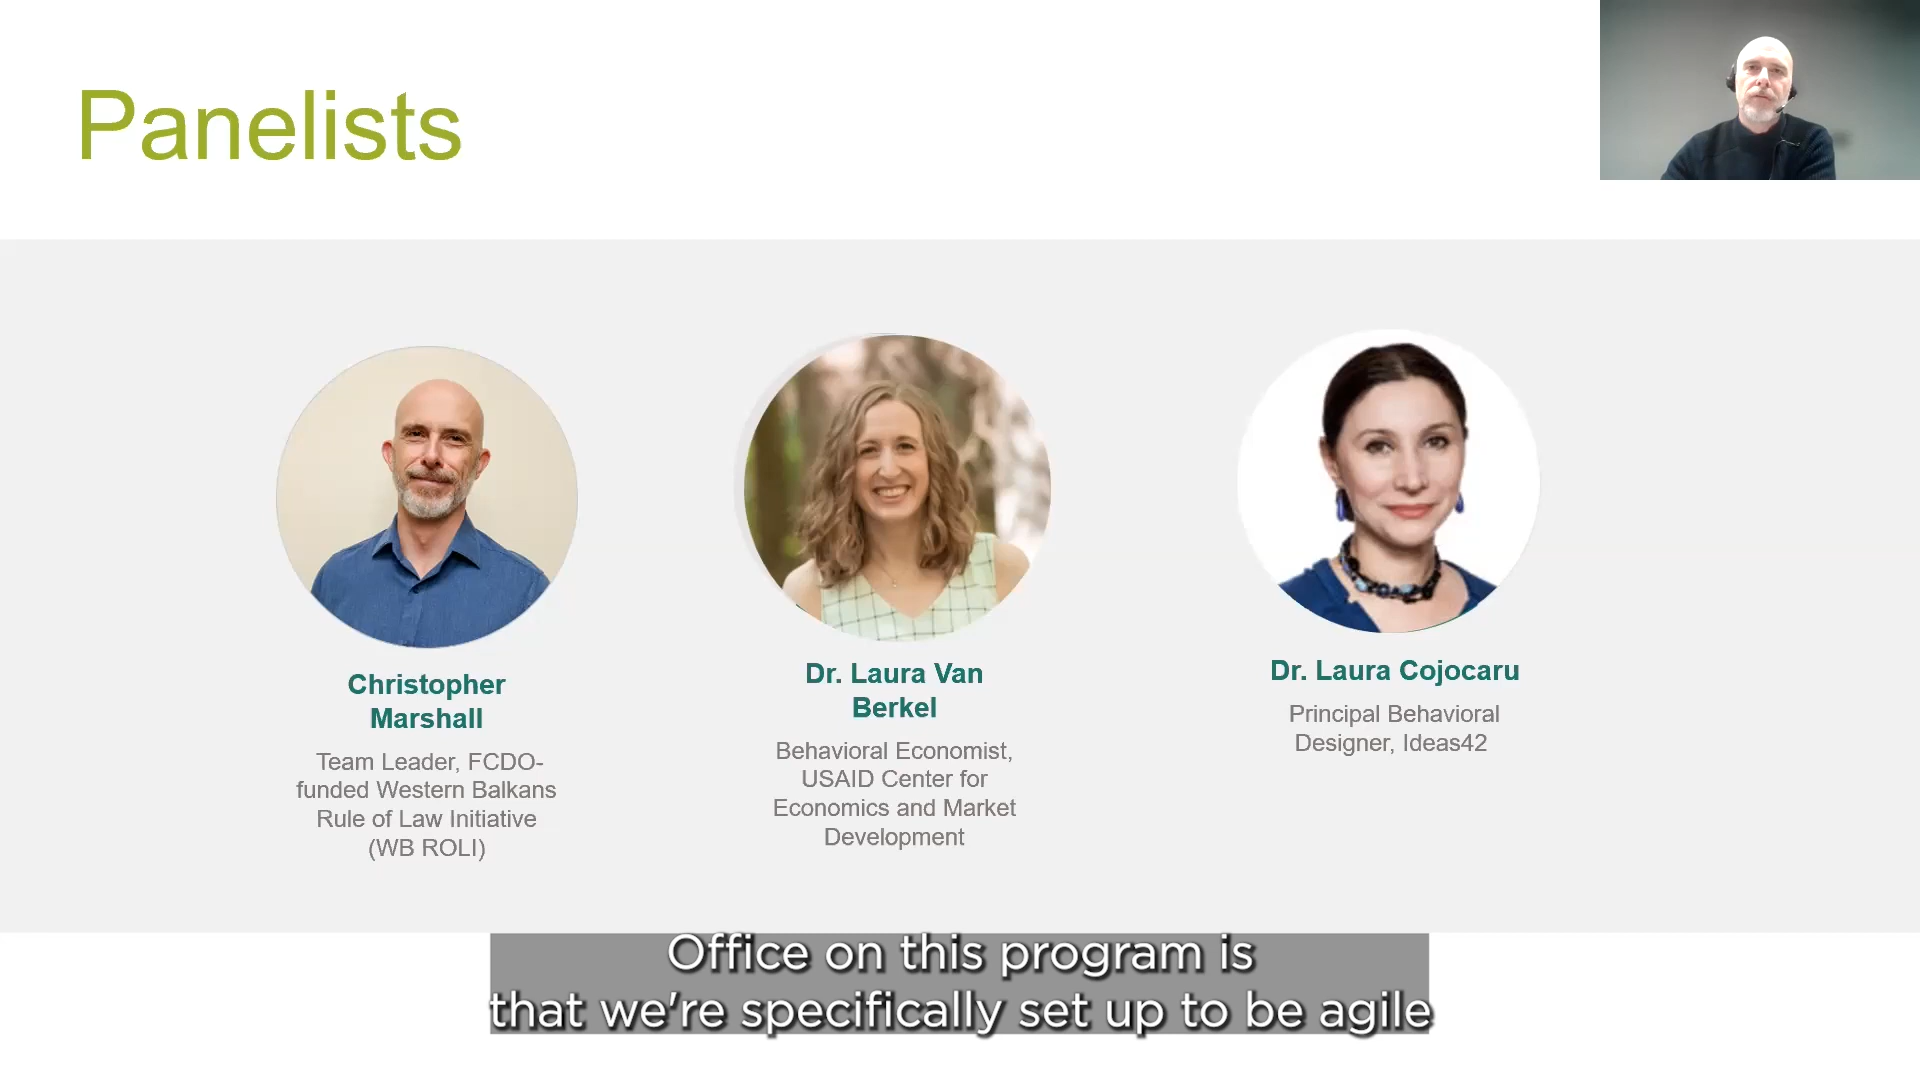 Panelists
Christopher
Marshall
Team Leader, FCDO-
funded Western Balkans
Rule of Law Initiative
(WB ROLI)
Dr. Laura Van
Berkel
Behavioral Economist,
USAID Center for
Economics and Market
Development
Dr. Laura Cojocaru
Principal Behavioral
Designer, Ideas42
Office on this program is
that we're specifically set up to be agile